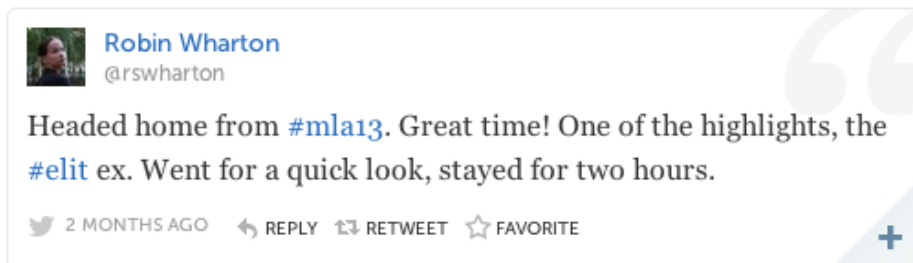 Robin Wharton
@rswharton
Headed home from #mla13. Great time! One of the highlights, the
#elit ex. Went for a quick look, stayed for two hours.
2 MONTHS AGO REPLY RETWEET FAVORITE